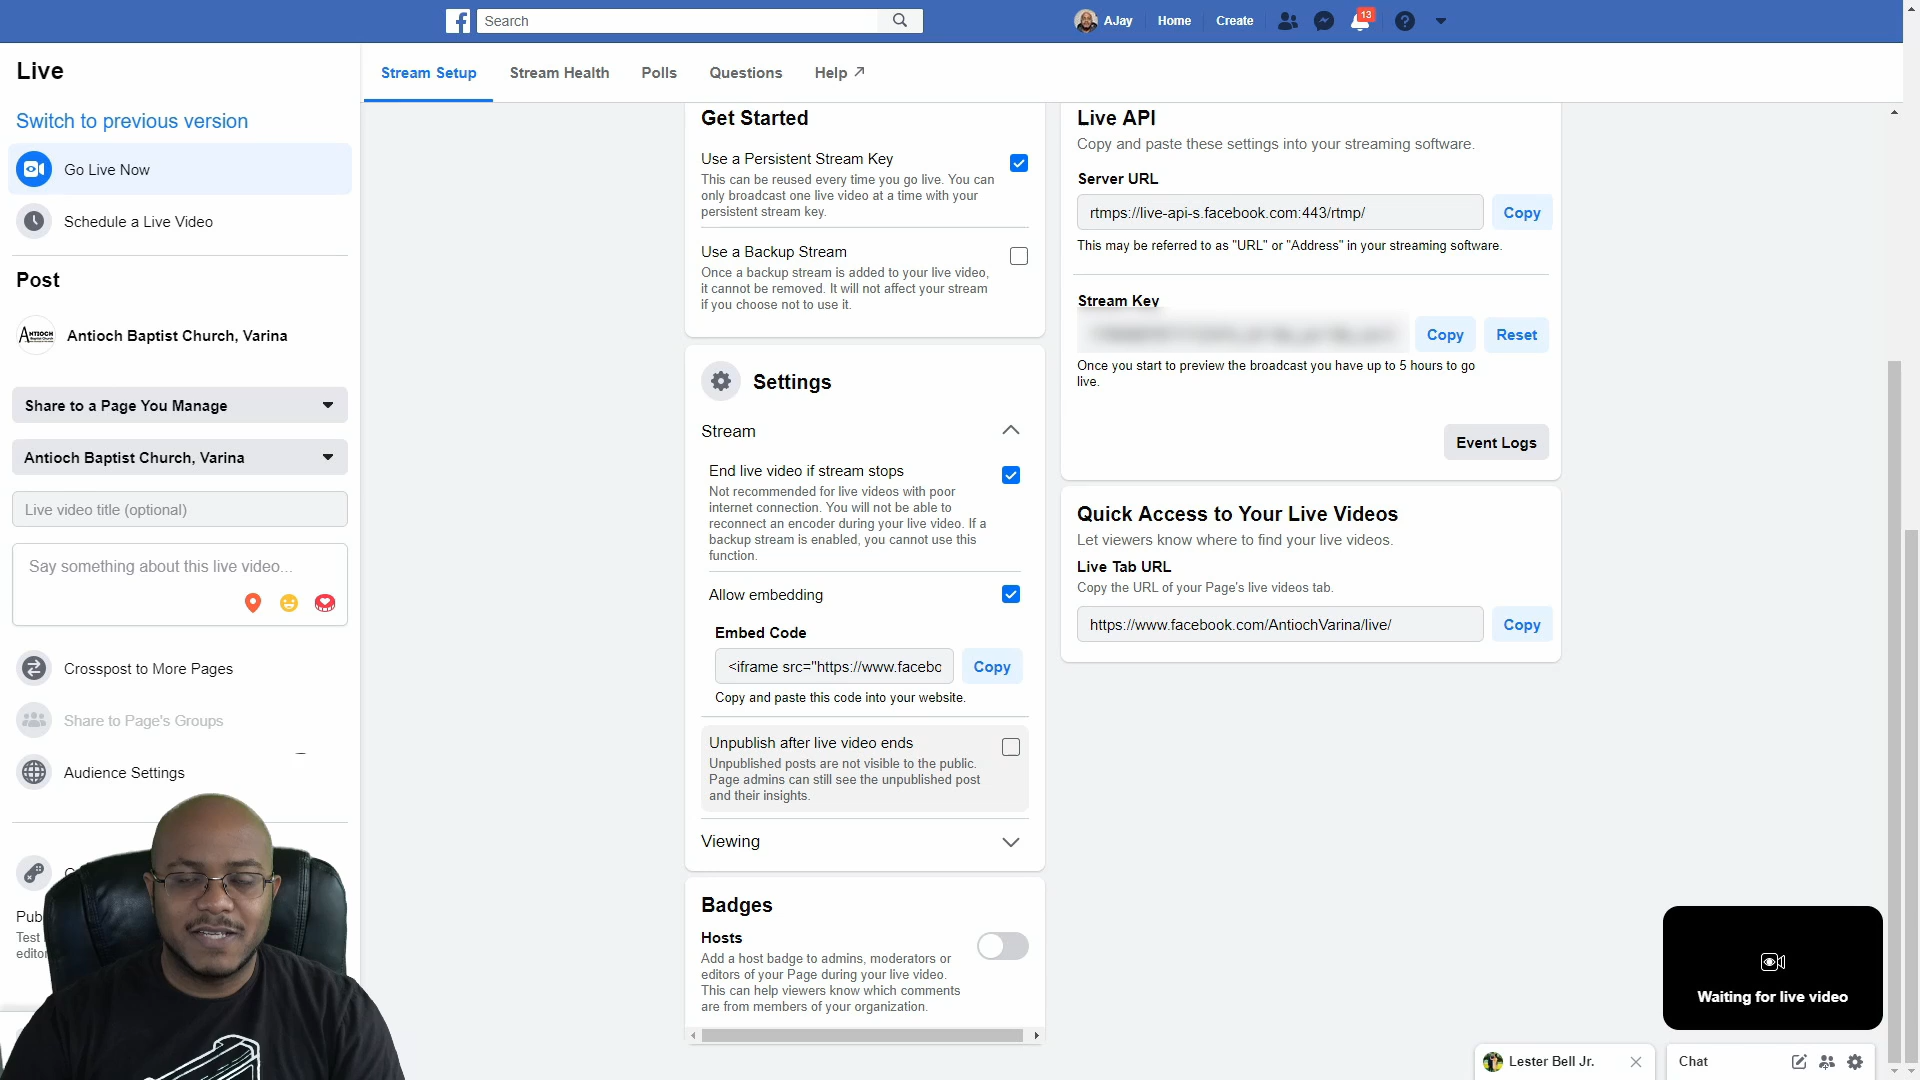 Search
AJay
Home
Create
13
Live
Switch to previous version
Go Live Now
Schedule a Live Video
Post
ANTIOCH
Antioch Baptist Church, Varina
Share to a Page You Manage
Antioch Baptist Church, Varina
Live video title (optional)
Say something about this live video...
Crosspost to More Pages
Share to Page's Groups
Audience Settings
Pub
Test
editor
Stream Setup
Stream Health
Polls
Questions
Help
Get Started
Use a Persistent Stream Key
This can be reused every time you go live. You can
only broadcast one live video at a time with your
persistent stream key.
Use a Backup Stream
Once a backup stream is added to your live video,
it cannot be removed. It will not affect your stream
if you choose not to use it.
Settings
Stream
End live video if stream stops
Not recommended for live videos with poor
internet connection. You will not be able to
reconnect an encoder during your live video. If a
backup stream is enabled, you cannot use this
function.
Allow embedding
Embed Code
<iframe src="https://www.facebo
Copy
Copy and paste this code into your website.
Unpublish after live video ends
Unpublished posts are not visible to the public.
Page admins can still see the unpublished post
and their insights.
Viewing
Badges
Hosts
Add a host badge to admins, moderators or
editors of your Page during your live video.
This can help viewers know which comments
are from members of your organization.
Live API
Copy and paste these settings into your streaming software.
Server URL
rtmps://live-api-s.facebook.com:443/rtmp/
Copy
This may be referred to as "URL" or "Address" in your streaming software.
Stream Key
Copy
Reset
Once you start to preview the broadcast you have up to 5 hours to go
live.
Event Logs
Quick Access to Your Live Videos
Let viewers know where to find your live videos.
Live Tab URL
Copy the URL of your Page's live videos tab.
https://www.facebook.com/AntiochVarina/live/
Copy
Waiting for live video
Lester Bell Jr.
Chat